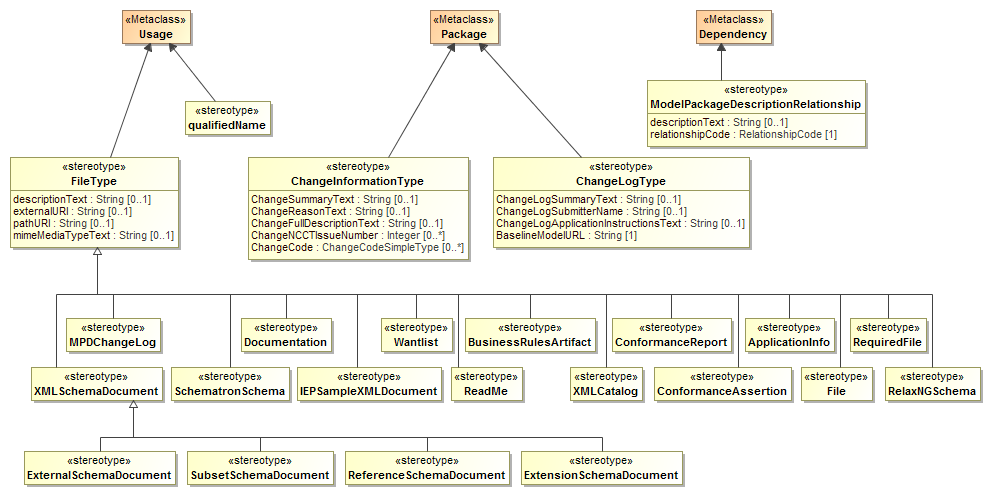 «Metaclass»
Usage
«Metaclass»
Package
«Metaclass»
Dependency
«stereotype»
qualifiedName
«stereotype»
ModelPackageDescriptionRelationship
descriptionText : String [0..1]
relationshipCode : RelationshipCode [1]
«stereotype»
FileType
descriptionText : String [0..1]
externalURI : String [0..1]
pathURI : String [0..1]
mimeMediaTypeText : String [0..1]
«stereotype»
ChangeInformationType
ChangeSummaryText : String [0..1]
ChangeReasonText : String [0..1]
ChangeFullDescriptionText : String [0..1]
ChangeNCCTIssueNumber : Integer [0..*]
ChangeCode : ChangeCodeSimpleType [0..*]
«stereotype»
ChangeLogType
ChangeLogSummaryText : String [0..1]
ChangeLogSubmitterName : String [0..1]
ChangeLogApplicationInstructionsText : String [0..1]
BaselineModelURL : String [1]
«stereotype»
MPDChangeLog
«stereotype»
Documentation
«stereotype»
Wantlist
«stereotype»
BusinessRulesArtifact
«stereotype»
ConformanceReport
«stereotype»
ApplicationInfo
«stereotype»
RequiredFile
«stereotype»
XMLSchemaDocument
«stereotype»
SchematronSchema
«stereotype»
IEPSampleXMLDocument
«stereotype»
ReadMe
«stereotype»
XMLCatalog
«stereotype»
ConformanceAssertion
«stereotype»
File
«stereotype»
RelaxNGSchema
«stereotype»
ExternalSchemaDocument
«stereotype»
SubsetSchemaDocument
«stereotype»
ReferenceSchemaDocument
«stereotype»
ExtensionSchemaDocument